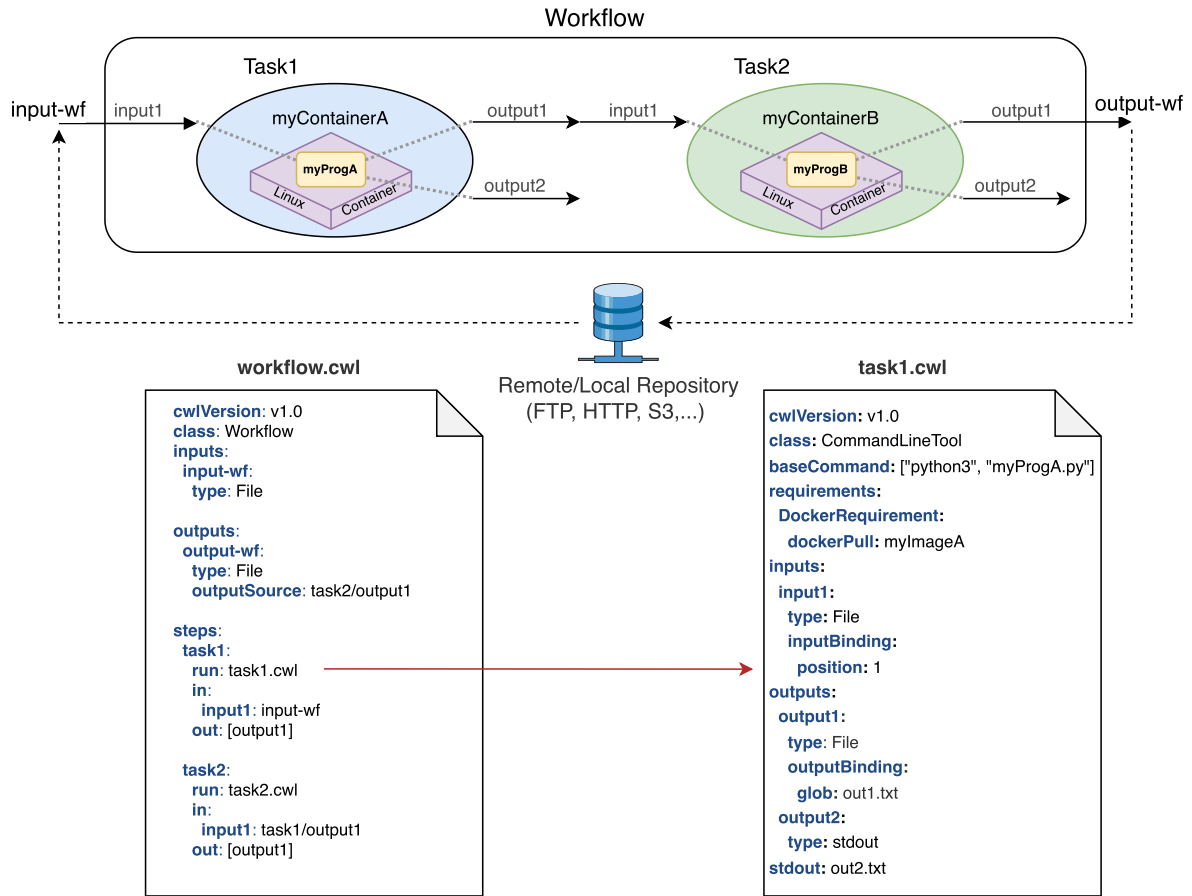 Workflow
Task1
Task2
input-wf
input1
myContainerA
output1
input1
myContainerB
output1
output-wf
myProgA
myProgB
Linux
Container
output2
Linux
Container
output2
Remote/Local Repository
(FTP, HTTP, S3,...)
workflow.cwl
cwlVersion: v1.0
class: Workflow
inputs:
input-wf:
type: File
outputs:
output-wf:
type: File
outputSource: task2/output1
steps:
task1:
run: task1.cwl
in:
input1: input-wf
out: [output1]
task2:
run: task2.cwl
in:
input1: task1/output1
out: [output1]
task1.cwl
cwlVersion: v1.0
class: CommandLineTool
baseCommand: ["python3", "myProgA.py"]
requirements:
DockerRequirement:
dockerPull: myImageA
inputs:
input1:
type: File
inputBinding:
position: 1
outputs:
output1:
type: File
outputBinding:
glob: out1.txt
output2:
type: stdout
stdout: out2.txt